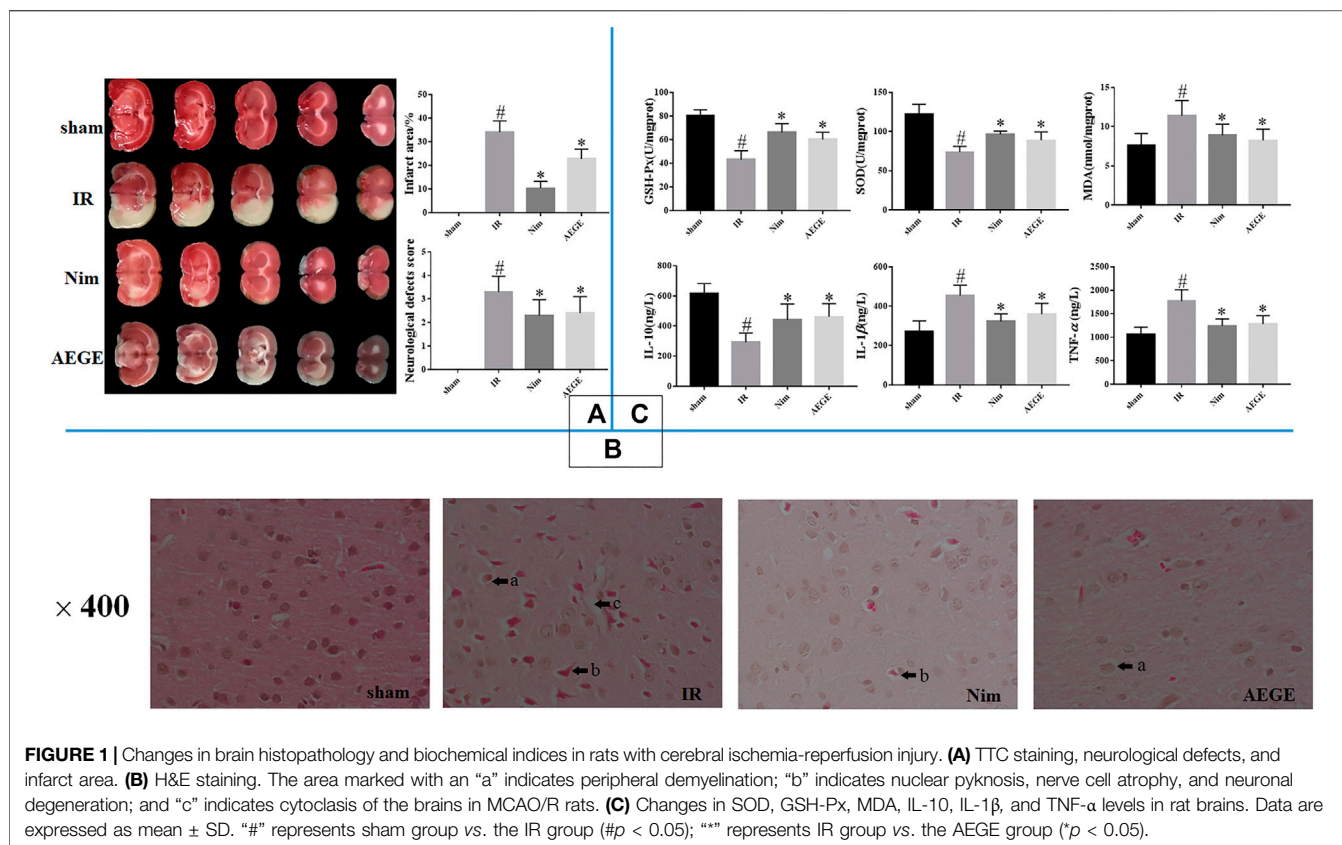 sham
IR
Nim
AEGE
Infarct area/%
50
40
30
20
10
0
#
*
*
sham
IR
Nim
AEGE
Neurological defects score
5
4
3
2
1
0
#
*
*
sham
IR
Nim
AEGE
GSH-Px(U/mgprot)
100
80
60
40
20
0
#
*
*
sham
IR
Nim
AEGE
SOD(U/mgprot)
150
100
50
0
#
*
*
sham
IR
Nim
AEGE
MDA(nmol/mgprot)
15
10
5
0
#
*
*
sham
IR
Nim
AEGE
IL-10(ng/L)
800
600
400
200
0
#
*
*
sham
IR
Nim
AEGE
IL-1β(ng/L)
600
400
200
0
#
*
*
sham
IR
Nim
AEGE
TNF-α (ng/L)
2500
2000
1500
1000
500
0
#
*
*
sham
IR
Nim
AEGE
A C
B
× 400
sham
a
c
b
IR
b
Nim
a
AEGE
FIGURE 1 | Changes in brain histopathology and biochemical indices in rats with cerebral ischemia-reperfusion injury. (A) TTC staining, neurological defects, and
infarct area. (B) H&E staining. The area marked with an “a” indicates peripheral demyelination; “b” indicates nuclear pyknosis, nerve cell atrophy, and neuronal
degeneration; and “c” indicates cytoclasis of the brains in MCAO/R rats. (C) Changes in SOD, GSH-Px, MDA, IL-10, IL-1β, and TNF-α levels in rat brains. Data are
expressed as mean ± SD. “#” represents sham group vs. the IR group (#p < 0.05); “*” represents IR group vs. the AEGE group (*p < 0.05).